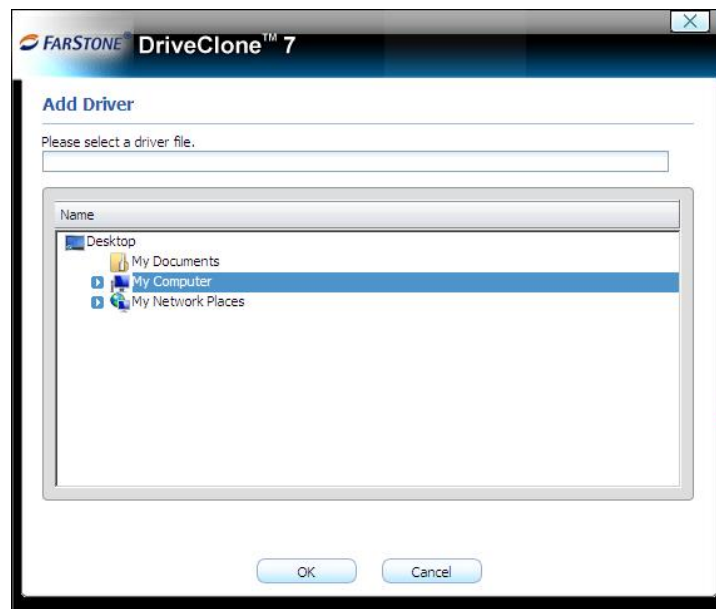 FARSTONE® DriveClone™ 7
Add Driver
Please select a driver file.
Name
Desktop
My Documents
My Computer
My Network Places
OK Cancel